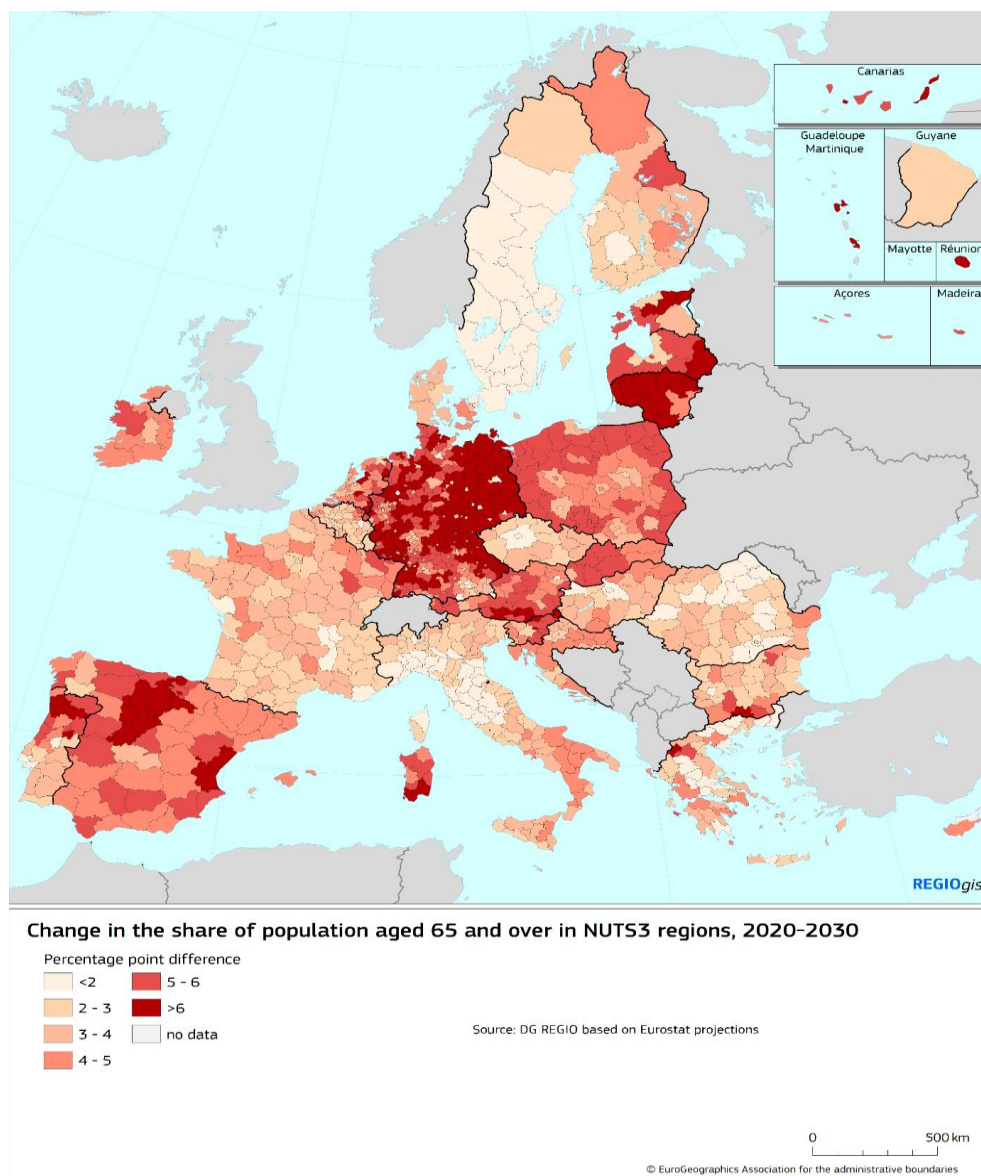 Canarias
Guadeloupe
Martinique
Guyane
Mayotte
Réunion
Açores
Madeira
REGIOgis
Change in the share of population aged 65 and over in NUTS3 regions, 2020-2030
Percentage point difference
<2
5 - 6
2 - 3
>6
3 - 4
no data
4 - 5
Source: DG REGIO based on Eurostat projections
0 500 km
© EuroGeographics Association for the administrative boundaries